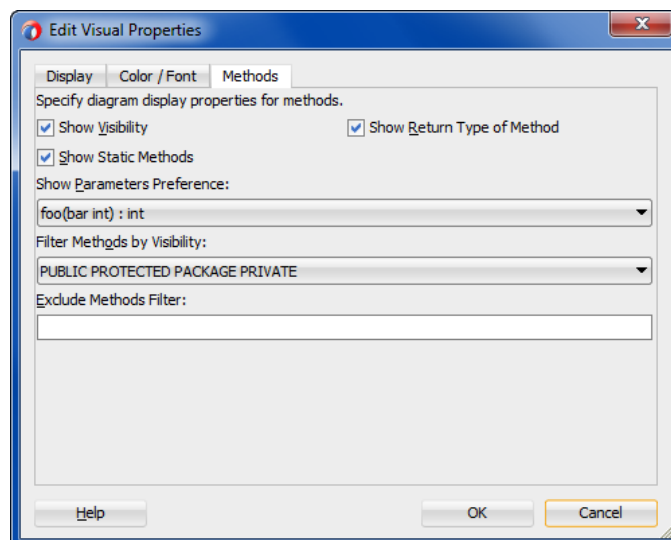 Edit Visual Properties
Display Color / Font Methods
Specify diagram display properties for methods.
Show Visibility Show Return Type of Method
Show Static Methods
Show Parameters Preference:
foo(bar int) : int
Filter Methods by Visibility:
PUBLIC PROTECTED PACKAGE PRIVATE
Exclude Methods Filter:
Help OK Cancel